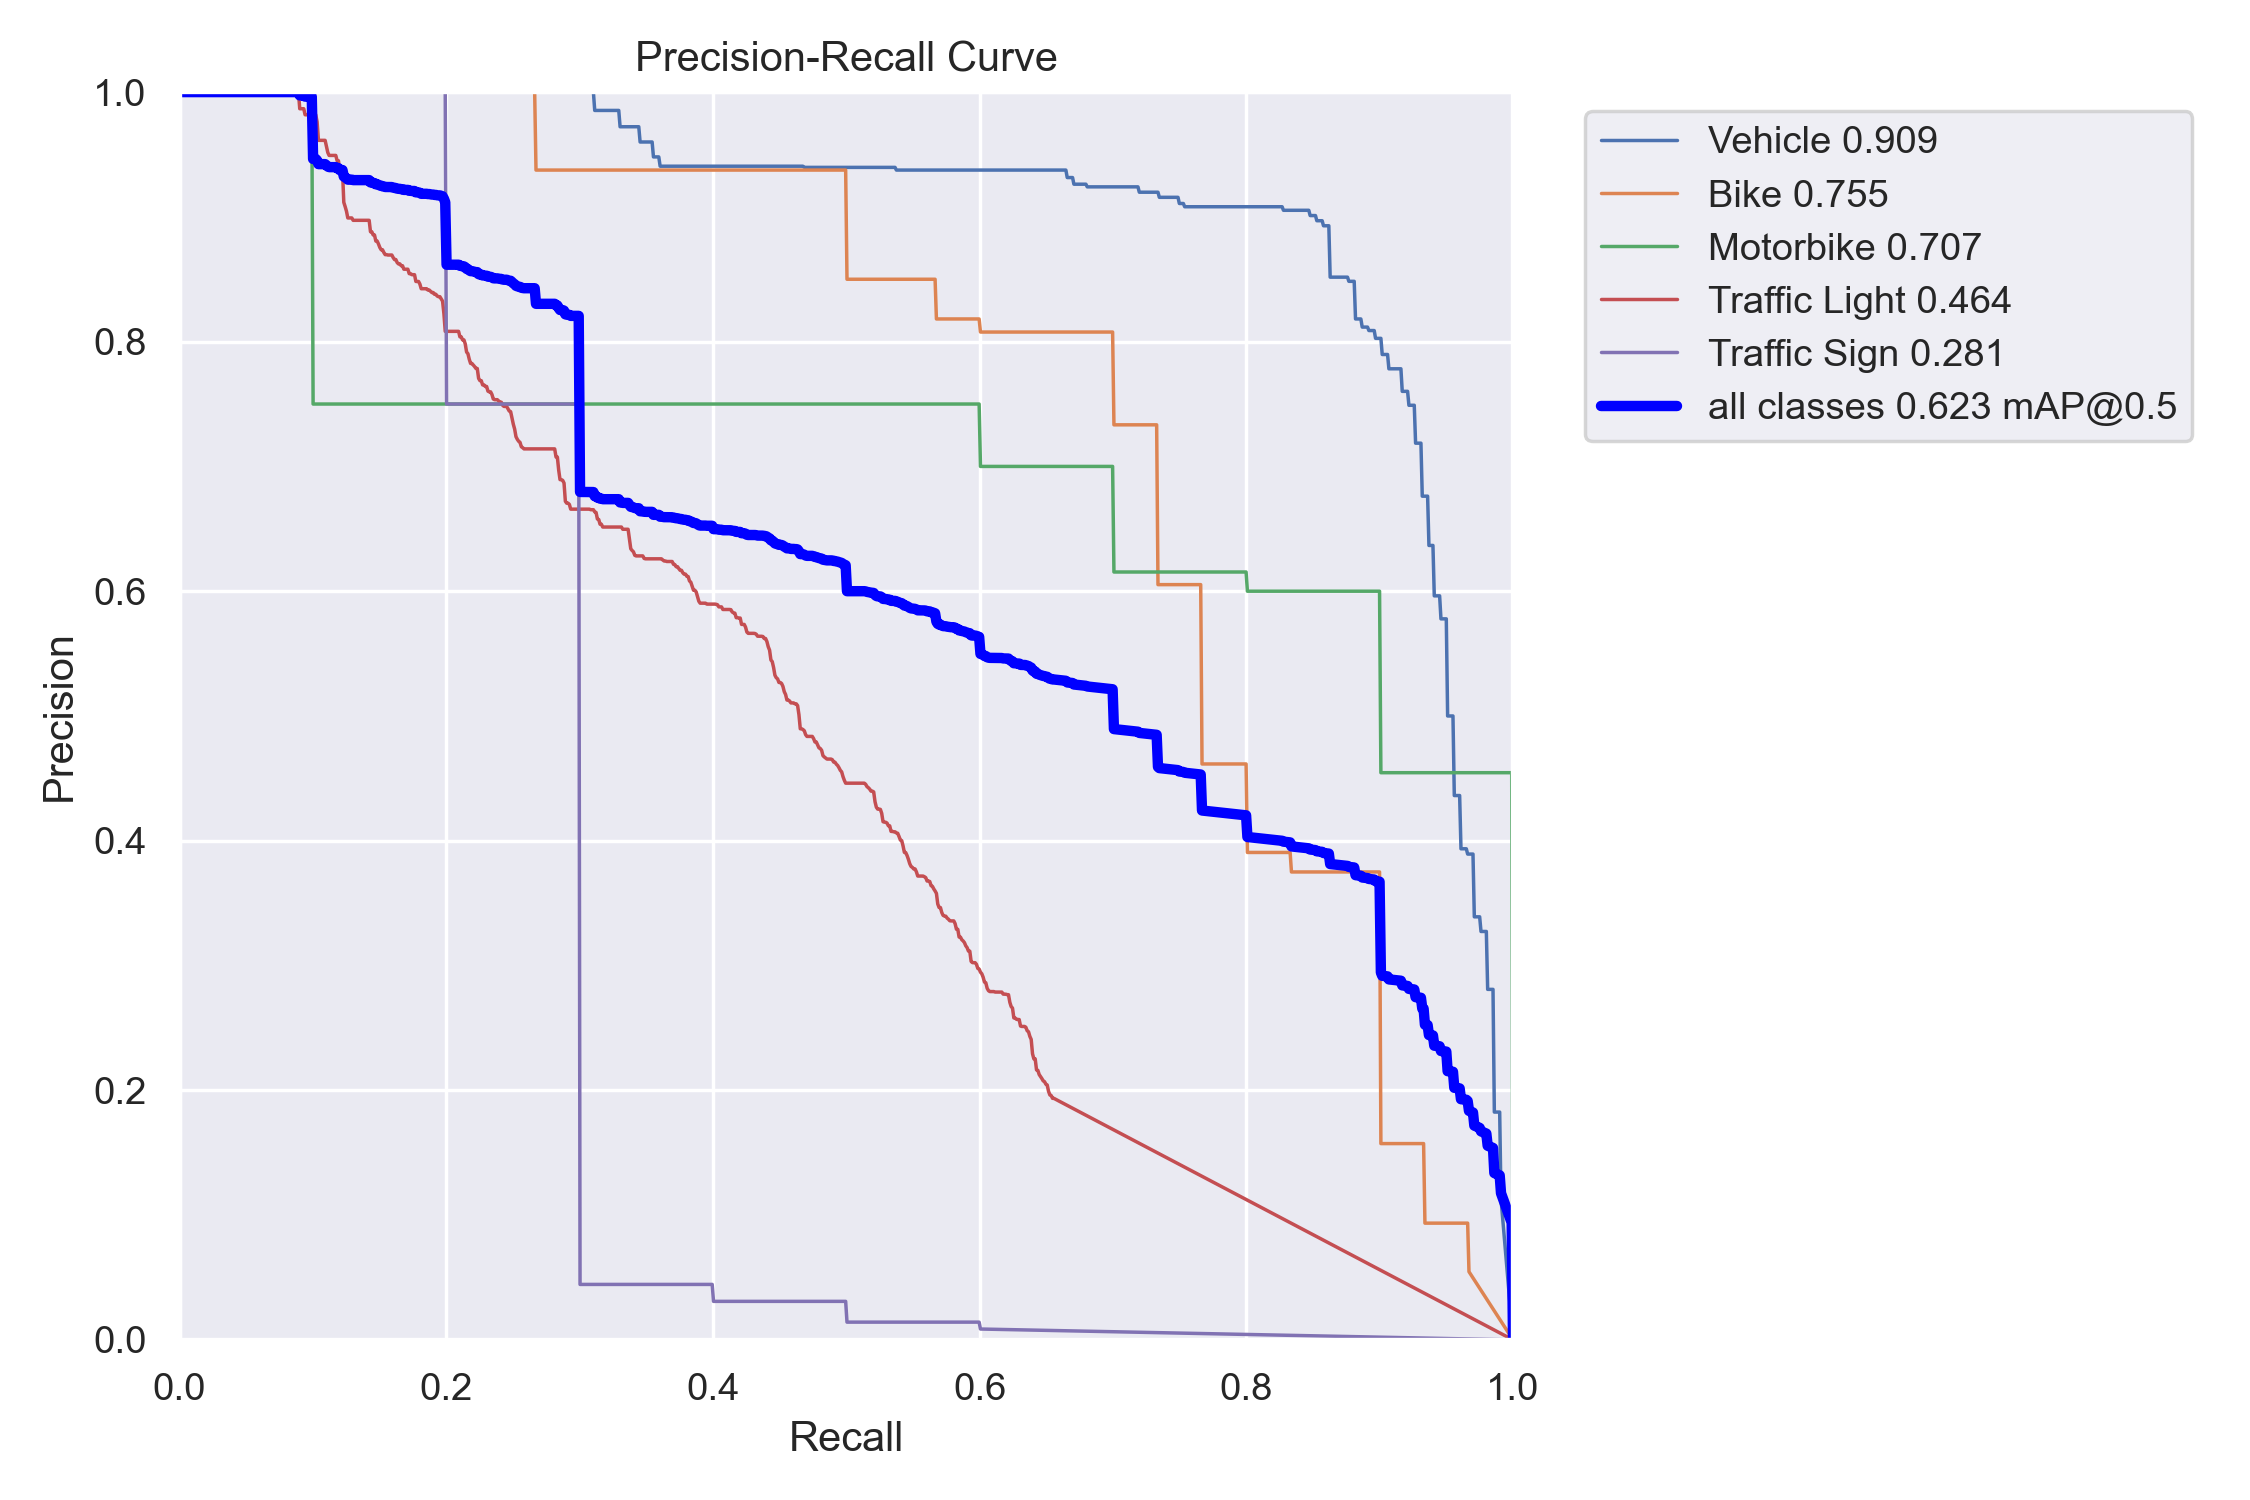 Precision-Recall Curve
1.0
0.8
0.6
0.4
0.2
0.0
Precision
0.0 0.2 0.4 0.6 0.8 1.0
Recall
Vehicle 0.909
Bike 0.755
Motorbike 0.707
Traffic Light 0.464
Traffic Sign 0.281
all classes 0.623 mAP@0.5